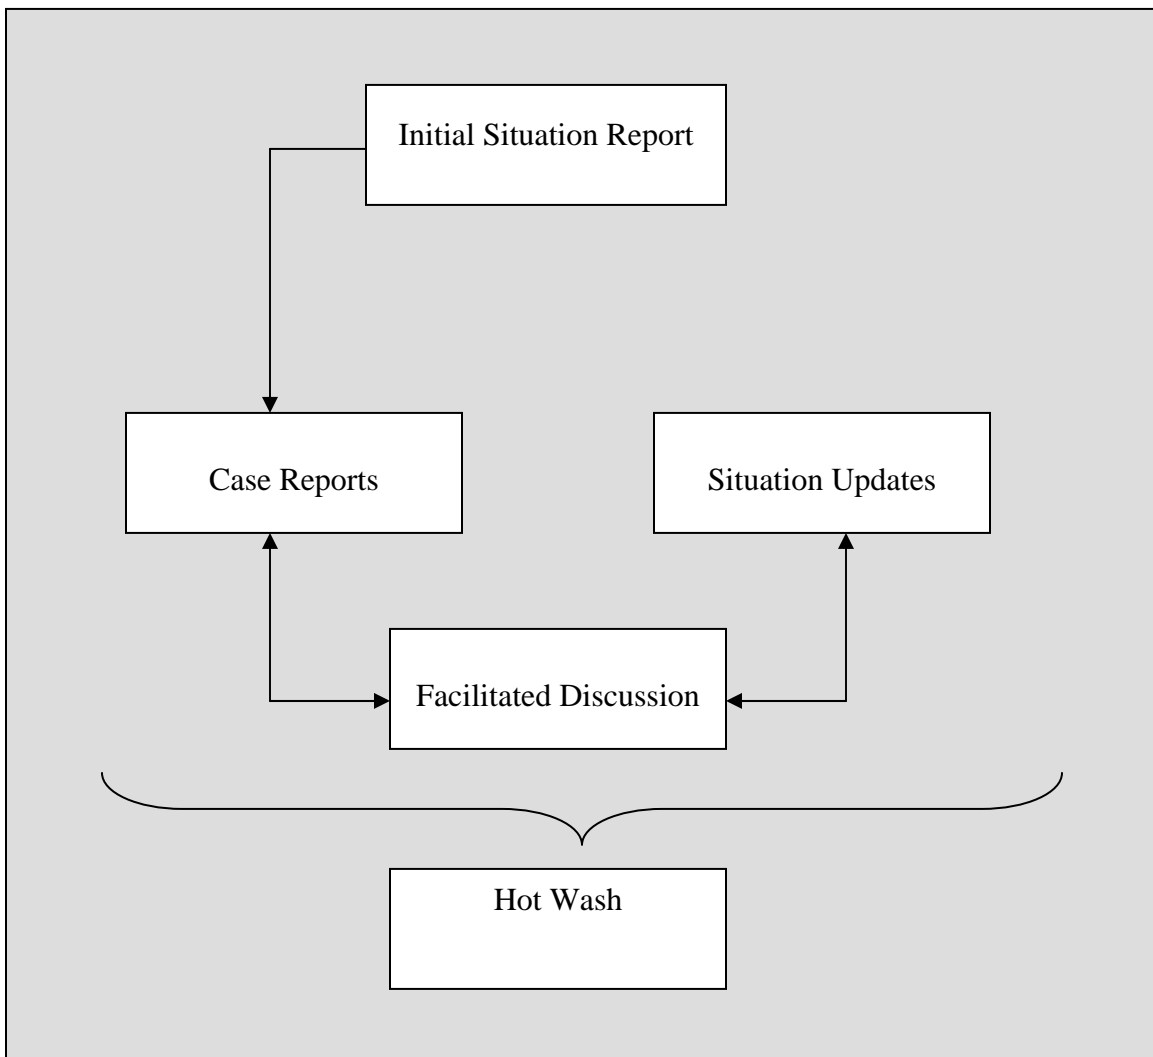 Initial Situation Report
Case Reports
Situation Updates
Facilitated Discussion
Hot Wash